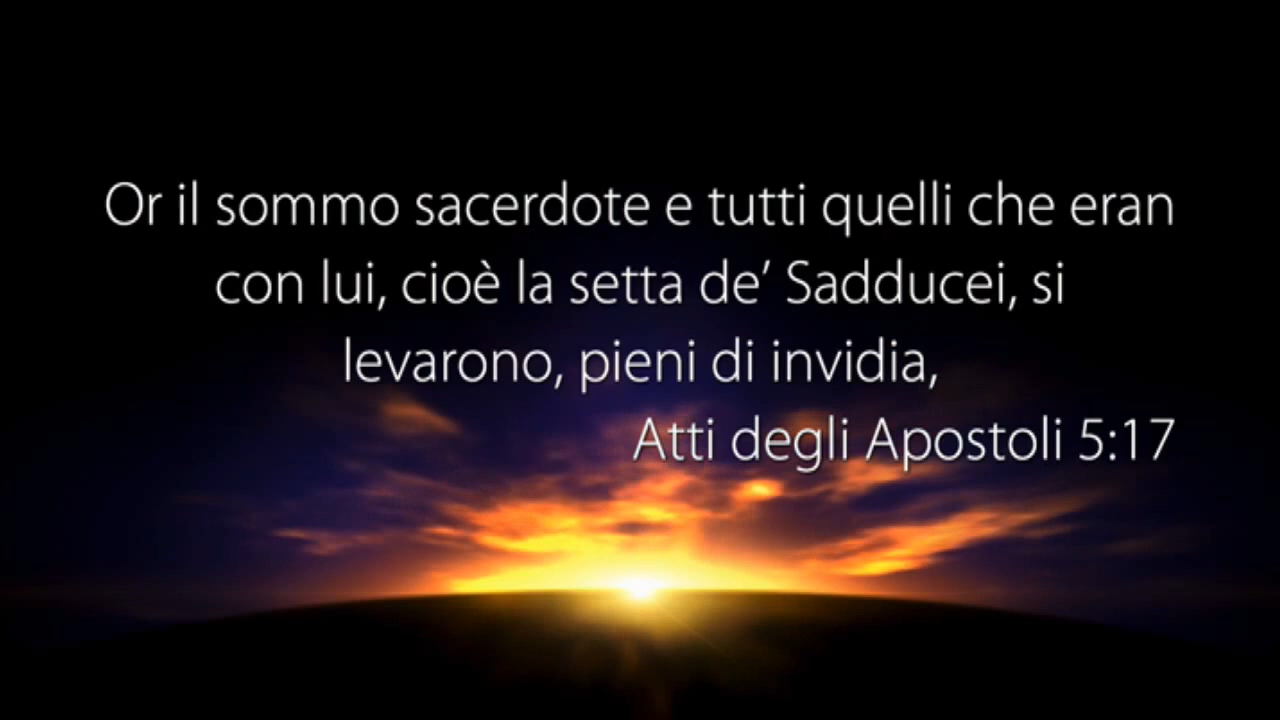 Or il sommo sacerdote e tutti quelli che eran
con lui, cioè la setta de’ Sadducei, si
levarono, pieni di invidia,
Atti degli Apostoli 5:17